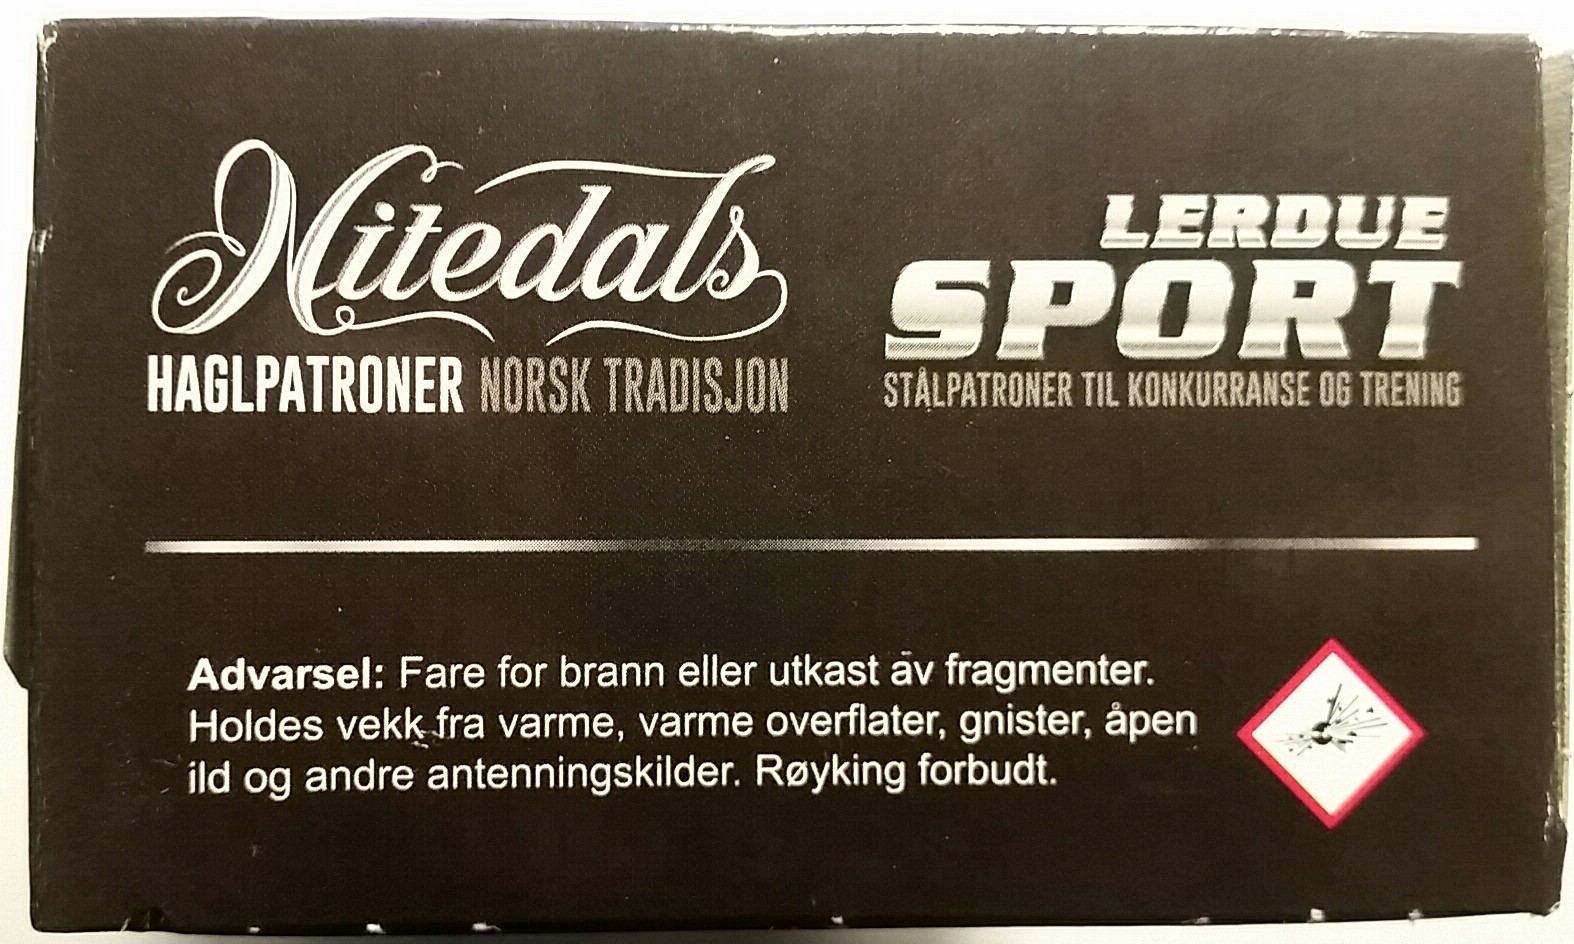 Nitedals
HAGLPATRONER NORSK TRADISJON
LERDUE
SPORT
STÅLPATRONER TIL KONKURRANSE OG TRENING
Advarsel: Fare for brann eller utkast av fragmenter.
Holdes vekk fra varme, varme overflater, gnister, åpen
ild og andre antenningskilder. Røyking forbudt.